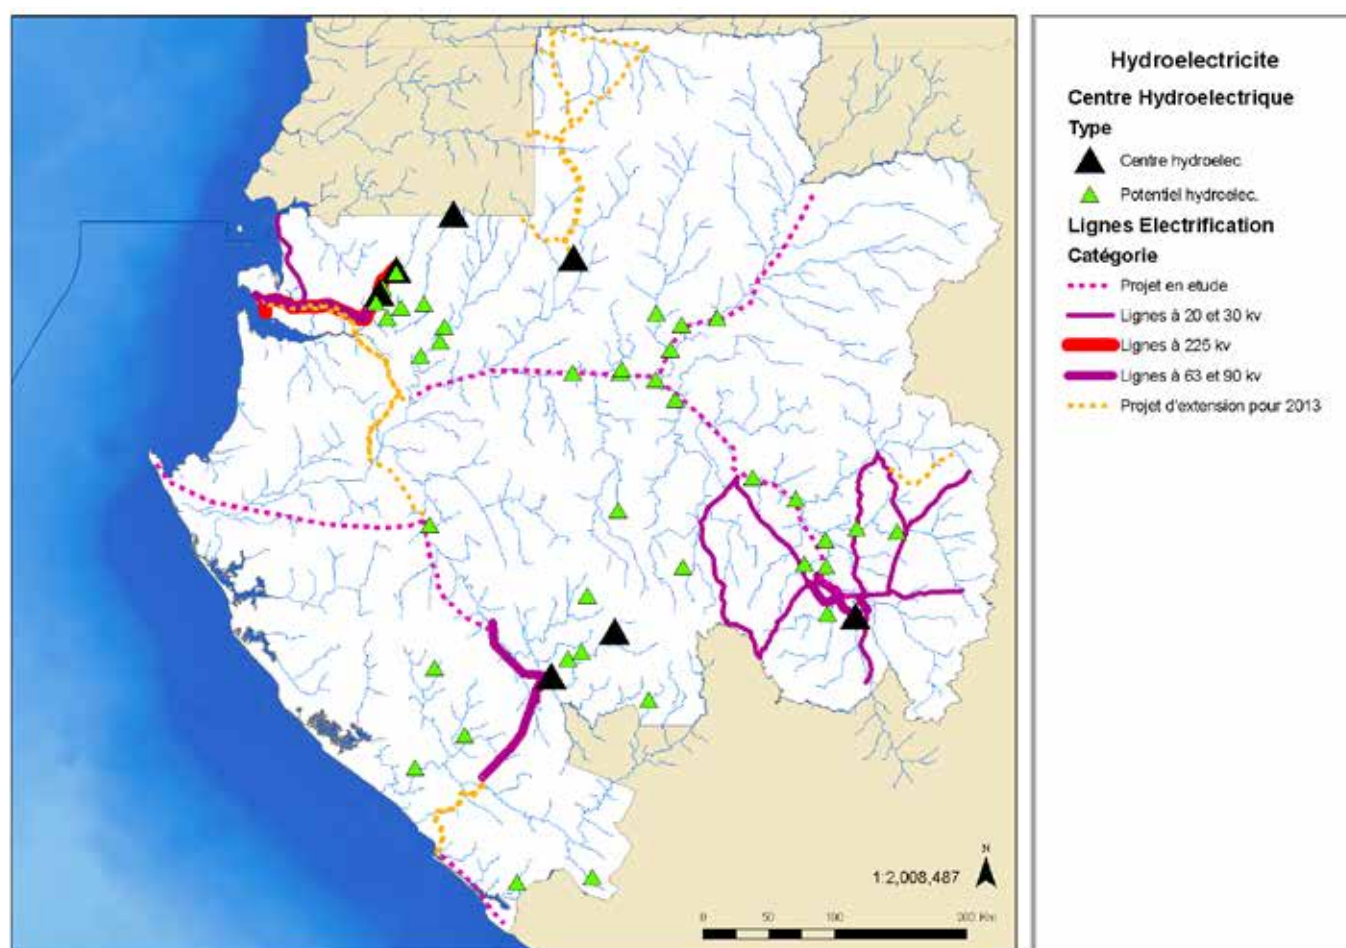 Hydroelectricite
Centre Hydroelectrique
Type
Centre hydroelec.
Potentiel hydroelec.
Lignes Electrification
Catégorie
Projet en etude
Lignes à 20 et 30 kv
Lignes à 225 kv
Lignes à 63 et 90 kv
Projet d'extension pour 2013
N
1:2,008,487
0 50 100 200 Km